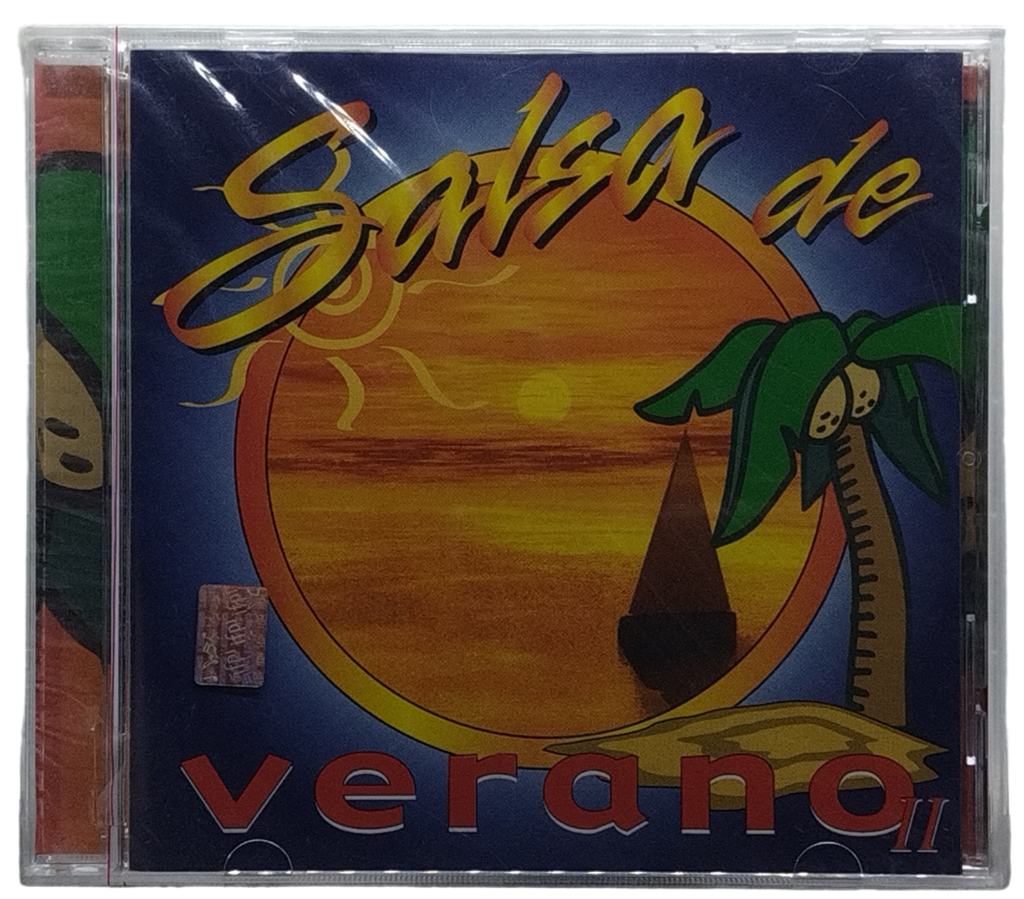 Salsa de
verano
II